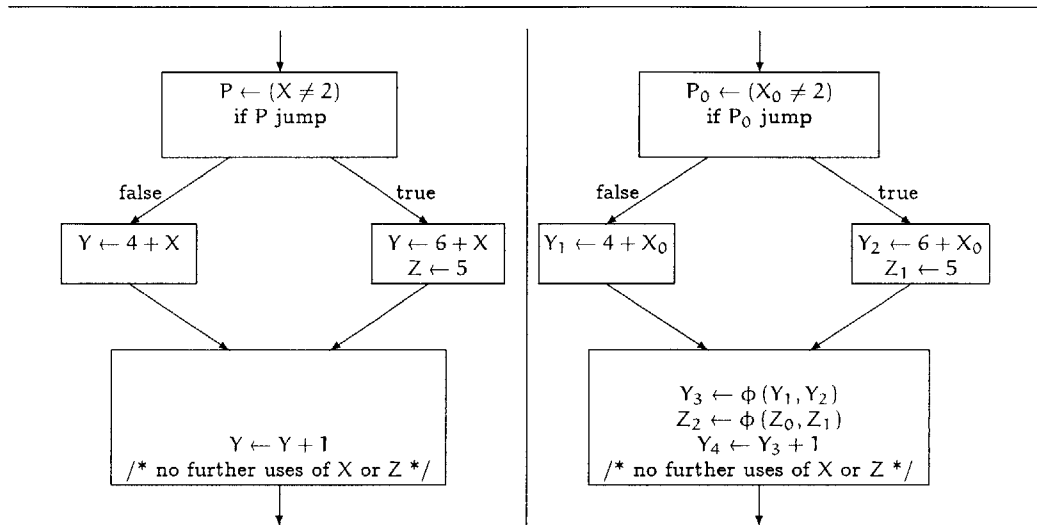 P ← (X ≠ 2)
if P jump
false
true
Y ← 4 + X
Y ← 6 + X
Z ← 5
Y ← Y + 1
/* no further uses of X or Z */
P₀ ← (X₀ ≠ 2)
if P₀ jump
false
true
Y₁ ← 4 + X₀
Y₂ ← 6 + X₀
Z₁ ← 5
Y₃ ← ϕ (Y₁, Y₂)
Z₂ ← ϕ (Z₀, Z₁)
Y₄ ← Y₃ + 1
/* no further uses of X or Z */